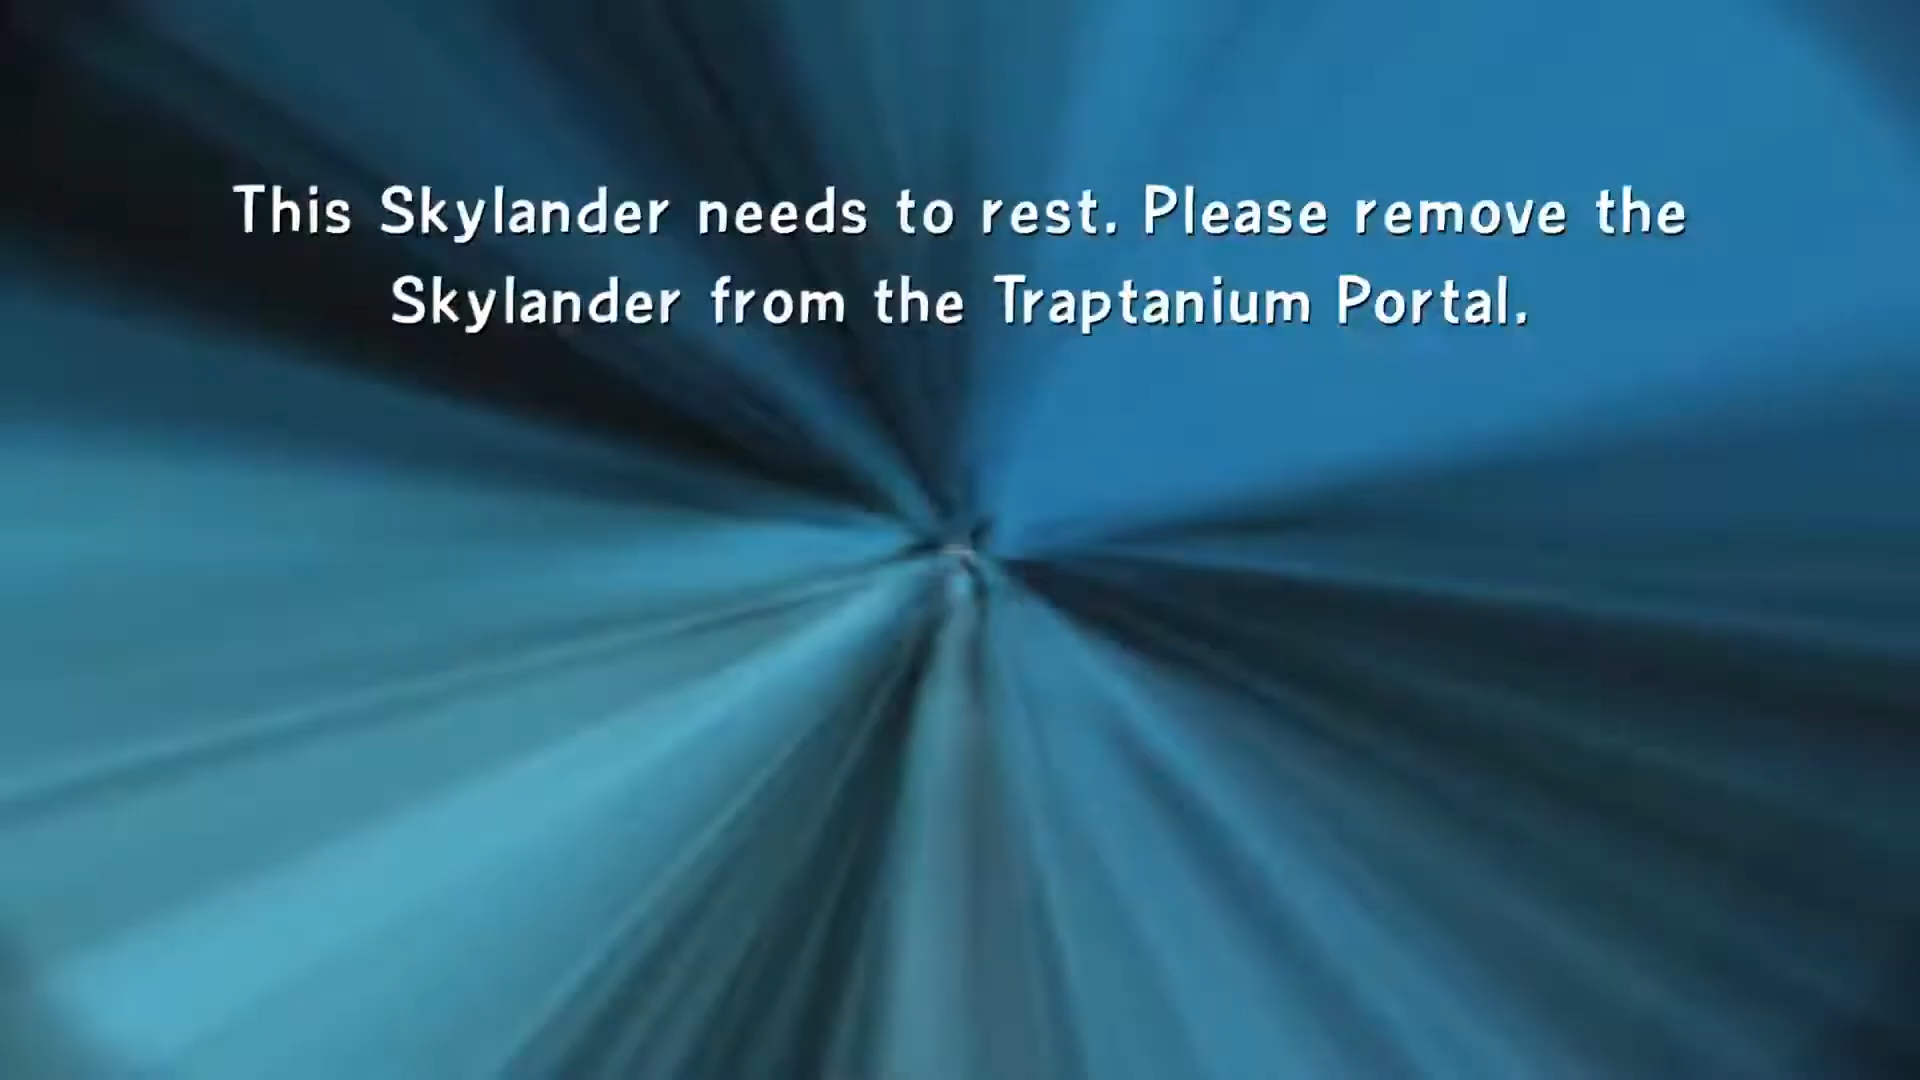 This Skylander needs to rest. Please remove the
Skylander from the Traptanium Portal.